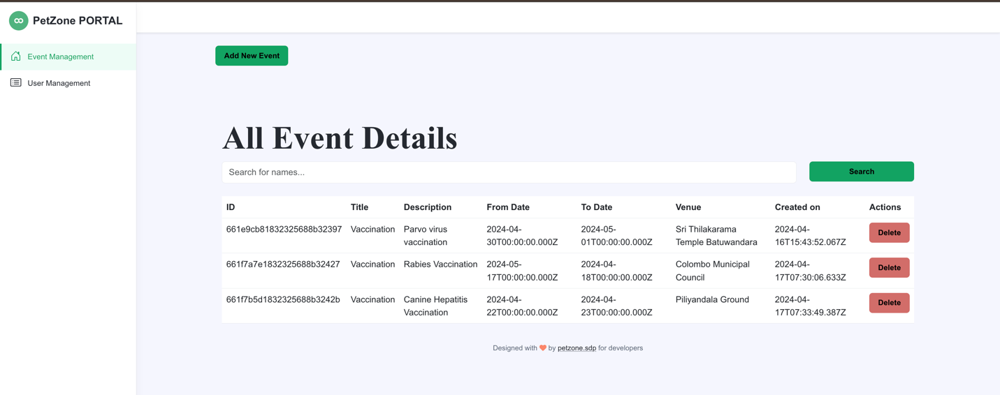 PetZone PORTAL
Event Management
User Management
Add New Event
All Event Details
Search for names...
Search
ID Title Description From Date To Date Venue Created on Actions
661e9cb81832325688b32397 Vaccination Parvo virus 2024-04- 2024-05- Sri Thilakarama 2024-04- Delete
vaccination 30T00:00:00.000Z 01T00:00:00.000Z Temple Batuwandara 16T15:43:52.067Z
661f7a7e1832325688b32427 Vaccination Rabies Vaccination 2024-05- 2024-04- Colombo Municipal 2024-04- Delete
17T00:00:00.000Z 18T00:00:00.000Z Council 17T07:30:06.633Z
661f7b5d1832325688b3242b Vaccination Canine Hepatitis 2024-04- 2024-04- Piliyandala Ground 2024-04- Delete
Vaccination 22T00:00:00.000Z 23T00:00:00.000Z 17T07:33:49.387Z
Designed with by petzone.sdp for developers